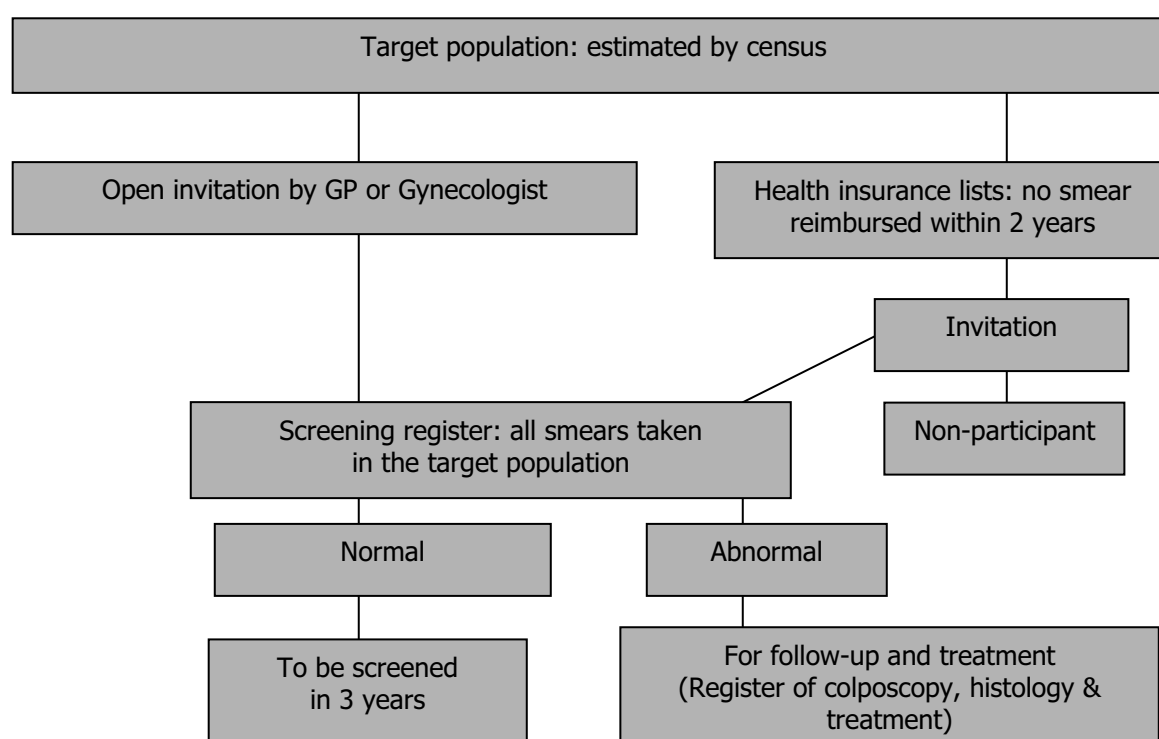 Target population: estimated by census
Open invitation by GP or Gynecologist
Health insurance lists: no smear
reimbursed within 2 years
Invitation
Screening register: all smears taken
in the target population
Non-participant
Normal
Abnormal
To be screened
in 3 years
For follow-up and treatment
(Register of colposcopy, histology &
treatment)